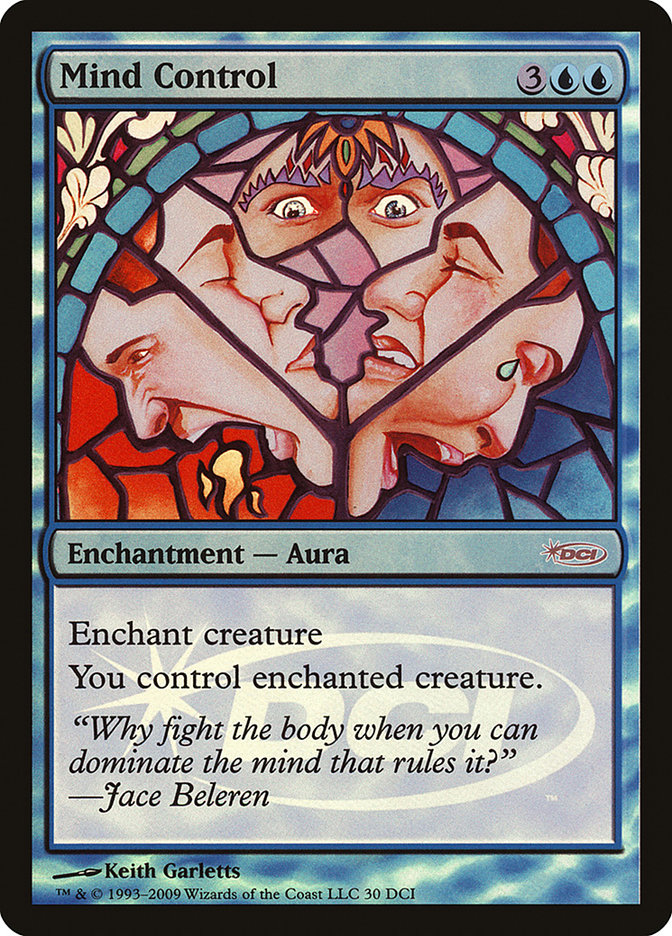 Mind Control
3
Enchantment — Aura
DCI
Enchant creature
You control enchanted creature.
DCI
“Why fight the body when you can
dominate the mind that rules it?”
—Jace Beleren
™
Keith Garletts
™ & © 1993–2009 Wizards of the Coast LLC 30 DCI